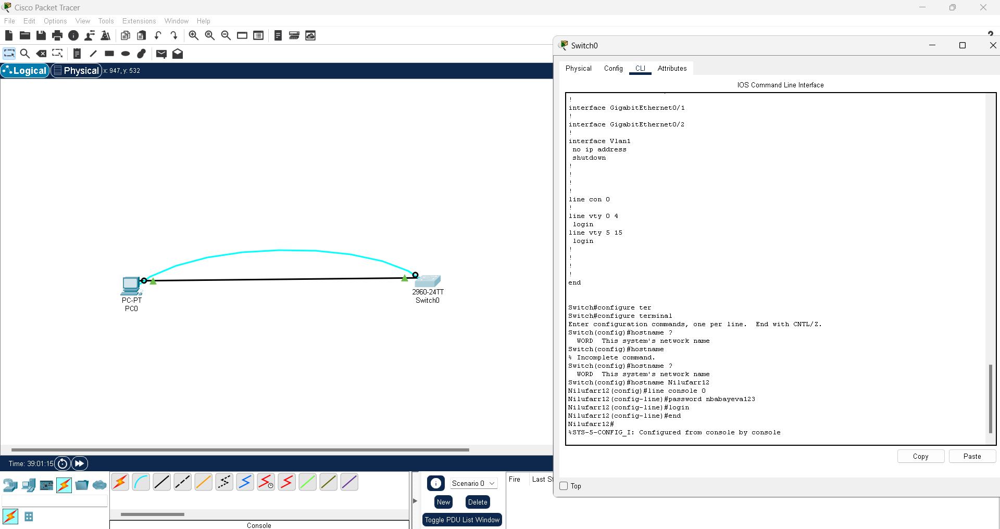 Cisco Packet Tracer
File Edit Options View Tools Extensions Window Help
Logical Physical x: 947, y: 532
PC-PT
PC0
2960-24TT
Switch0
Time: 39:01:15
Scenario 0
New Delete
Toggle PDU List Window
Fire Last St
Console
?
Switch0
Physical Config CLI Attributes
IOS Command Line Interface
!
interface GigabitEthernet0/1
!
interface GigabitEthernet0/2
!
interface Vlan1
no ip address
shutdown
!
!
!
!
line con 0
!
line vty 0 4
login
line vty 5 15
login
!
!
!
!
end
Switch#configure ter
Switch#configure terminal
Enter configuration commands, one per line. End with CNTL/Z.
Switch(config)#hostname ?
WORD This system's network name
Switch(config)#hostname
% Incomplete command.
Switch(config)#hostname ?
WORD This system's network name
Switch(config)#hostname Nilufarr12
Nilufarr12(config)#line console 0
Nilufarr12(config-line)#password nbabayeva123
Nilufarr12(config-line)#login
Nilufarr12(config-line)#end
Nilufarr12#
%SYS-5-CONFIG_I: Configured from console by console
Copy Paste
Top